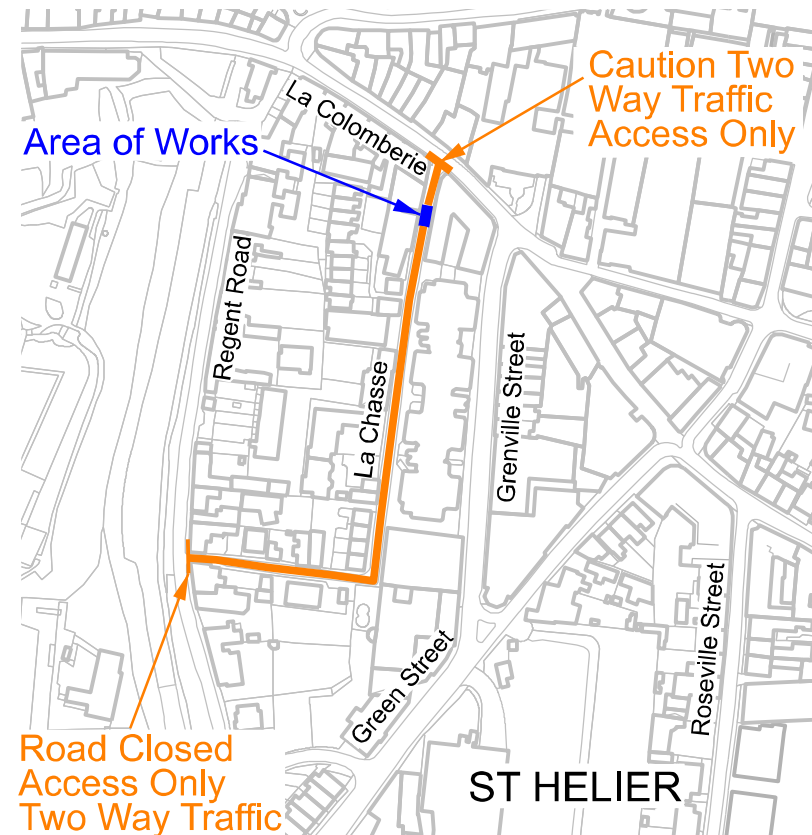 Caution Two
Way Traffic
Access Only
La Colomberie
Area of Works
Regent Road
La Chasse
Grenville Street
Roseville Street
Green Street
Road Closed
Access Only
Two Way Traffic
ST HELIER